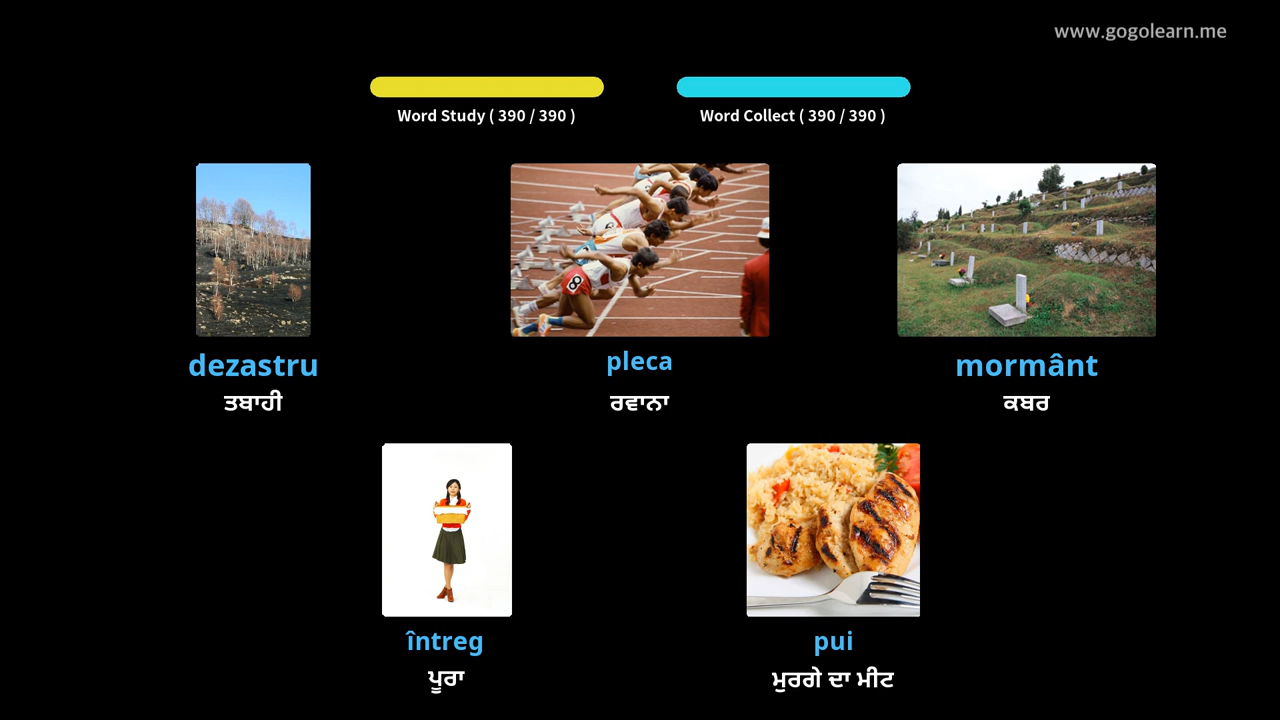 www.gogolearn.me
Word Study ( 390 / 390 )
Word Collect ( 390 / 390 )
dezastru
ਤਬਾਹੀ
pleca
ਰਵਾਨਾ
mormânt
ਕਬਰ
întreg
ਪੂਰਾ
pui
ਮੁਰਗੇ ਦਾ ਮੀਟ